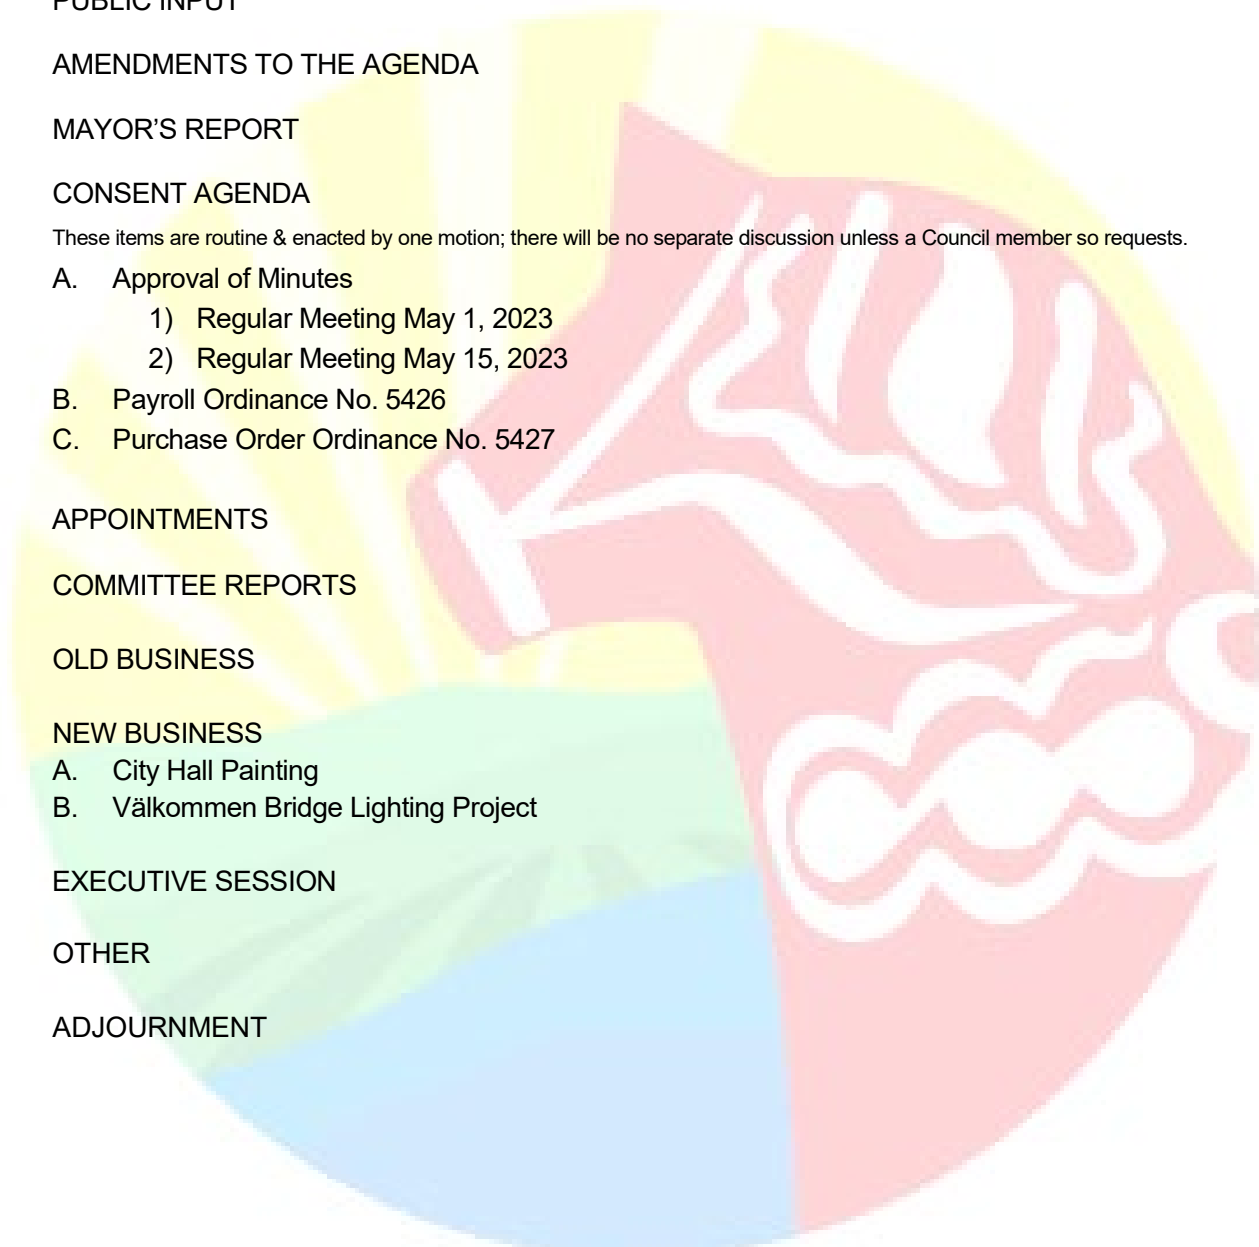 PUBLIC INPUT
AMENDMENTS TO THE AGENDA
MAYOR’S REPORT
CONSENT AGENDA
These items are routine & enacted by one motion; there will be no separate discussion unless a Council member so requests.
A. Approval of Minutes
1) Regular Meeting May 1, 2023
2) Regular Meeting May 15, 2023
B. Payroll Ordinance No. 5426
C. Purchase Order Ordinance No. 5427
APPOINTMENTS
COMMITTEE REPORTS
OLD BUSINESS
NEW BUSINESS
A. City Hall Painting
B. Välkommen Bridge Lighting Project
EXECUTIVE SESSION
OTHER
ADJOURNMENT